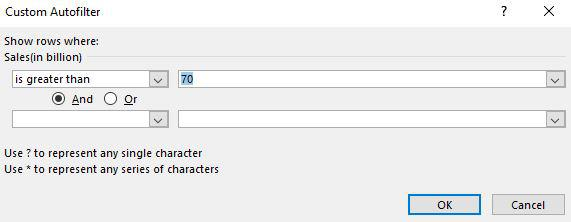 Custom Autofilter ? ×
Show rows where:
Sales(in billion)
is greater than 70
And Or
Use ? to represent any single character
Use * to represent any series of characters
OK Cancel